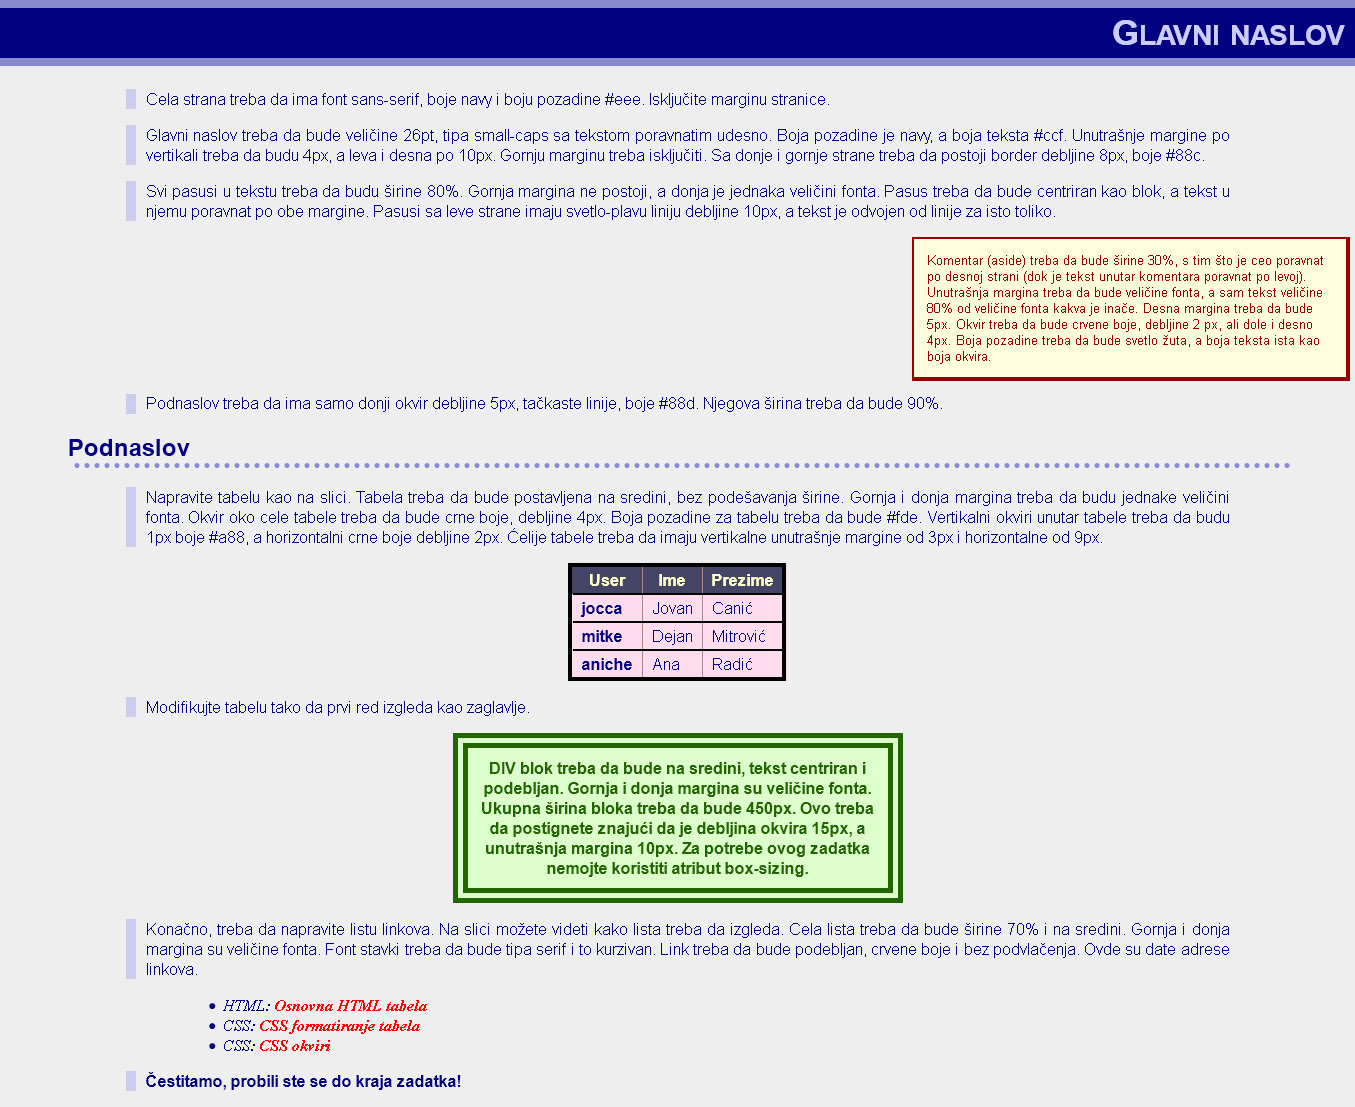 Glavni naslov
Cela strana treba da ima font sans-serif, boje navy i boju pozadine #eee. Isključite marginu stranice.
Glavni naslov treba da bude veličine 26pt, tipa small-caps sa tekstom poravnatim udesno. Boja pozadine je navy, a boja teksta #ccf. Unutrašnje margine po
vertikali treba da budu 4px, a leva i desna po 10px. Gornju marginu treba isključiti. Sa donje i gornje strane treba da postoji border debljine 8px, boje #88c.
Svi pasusi u tekstu treba da budu širine 80%. Gornja margina ne postoji, a donja je jednaka veličini fonta. Pasus treba da bude centriran kao blok, a tekst u
njemu poravnat po obe margine. Pasusi sa leve strane imaju svetlo-plavu liniju debljine 10px, a tekst je odvojen od linije za isto toliko.
Komentar (aside) treba da bude širine 30%, s tim što je ceo poravnat
po desnoj strani (dok je tekst unutar komentara poravnat po levoj).
Unutrašnja margina treba da bude veličine fonta, a sam tekst veličine
80% od veličine fonta kakva je inače. Desna margina treba da bude
5px. Okvir treba da bude crvene boje, debljine 2 px, ali dole i desno
4px. Boja pozadine treba da bude svetlo žuta, a boja teksta ista kao
boja okvira.
Podnaslov treba da ima samo donji okvir debljine 5px, tačkaste linije, boje #88d. Njegova širina treba da bude 90%.
Podnaslov
Napravite tabelu kao na slici. Tabela treba da bude postavljena na sredini, bez podešavanja širine. Gornja i donja margina treba da budu jednake veličini
fonta. Okvir oko cele tabele treba da bude crne boje, debljine 4px. Boja pozadine za tabelu treba da bude #fde. Vertikalni okviri unutar tabele treba da budu
1px boje #a88, a horizontalni crne boje debljine 2px. Ćelije tabele treba da imaju vertikalne unutrašnje margine od 3px i horizontalne od 9px.
User Ime Prezime
jocca Jovan Canić
mitke Dejan Mitrović
aniche Ana Radić
Modifikujte tabelu tako da prvi red izgleda kao zaglavlje.
DIV blok treba da bude na sredini, tekst centriran i
podebljan. Gornja i donja margina su veličine fonta.
Ukupna širina bloka treba da bude 450px. Ovo treba
da postignete znajući da je debljina okvira 15px, a
unutrašnja margina 10px. Za potrebe ovog zadatka
nemojte koristiti atribut box-sizing.
Konačno, treba da napravite listu linkova. Na slici možete videti kako lista treba da izgleda. Cela lista treba da bude širine 70% i na sredini. Gornja i donja
margina su veličine fonta. Font stavki treba da bude tipa serif i to kurzivan. Link treba da bude podebljan, crvene boje i bez podvlačenja. Ovde su date adrese
linkova.
• HTML: Osnovna HTML tabela
• CSS: CSS formatiranje tabela
• CSS: CSS okviri
Čestitamo, probili ste se do kraja zadatka!